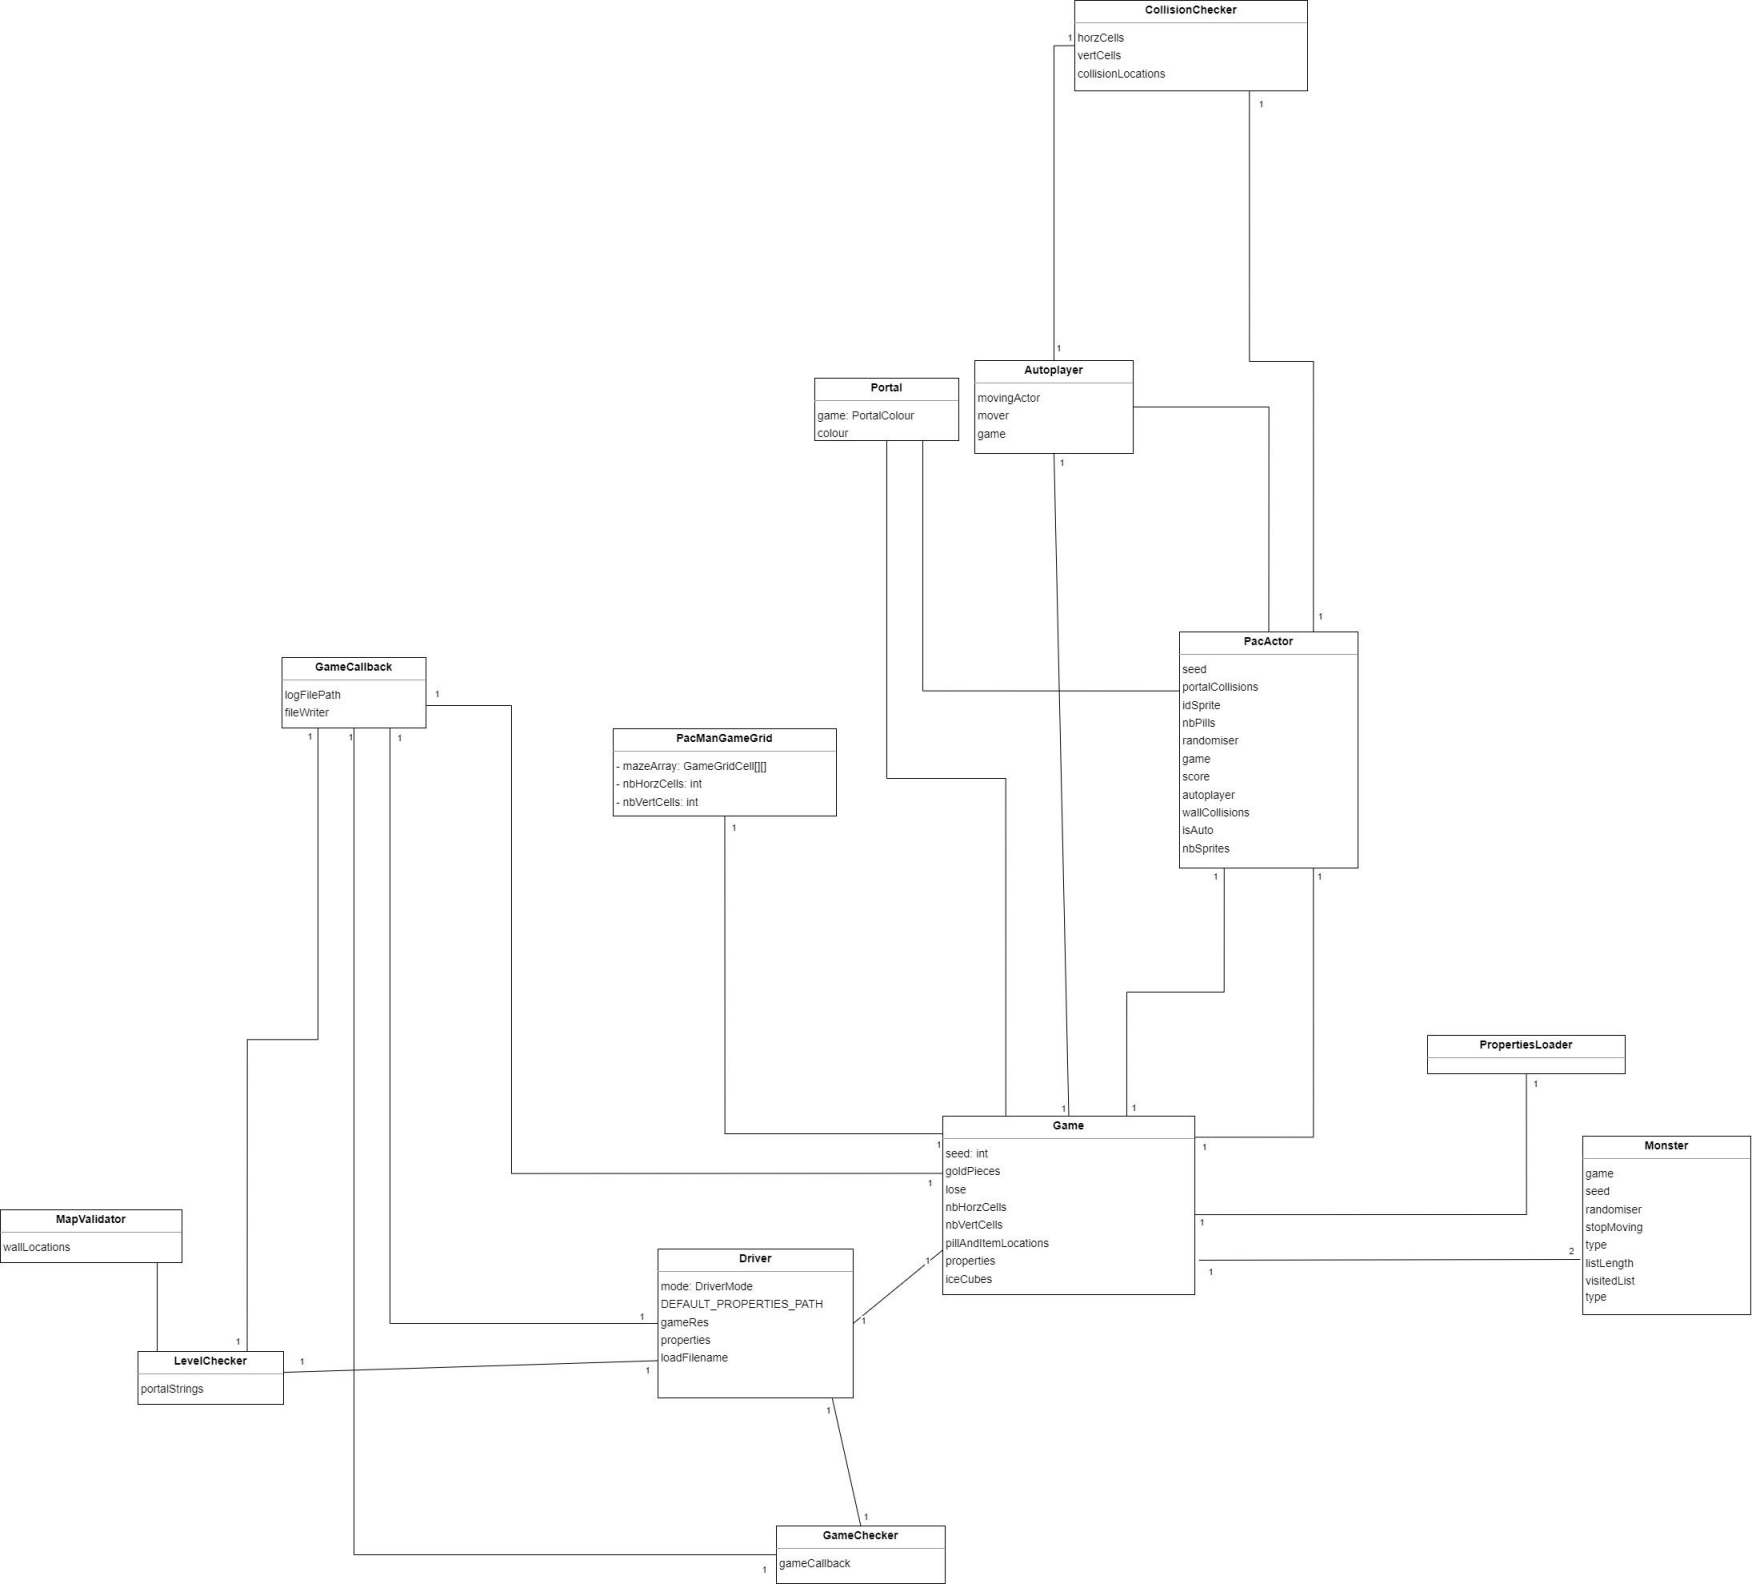 CollisionChecker
1
horzCells
vertCells
collisionLocations
1
1
Autoplayer
movingActor
mover
game
1
Portal
game: PortalColour
colour
1
PacActor
seed
portalCollisions
idSprite
nbPills
randomiser
game
score
autoplayer
wallCollisions
isAuto
nbSprites
1
1
GameCallback
logFilePath
fileWriter
1
1
1
1
PacManGameGrid
- mazeArray: GameGridCell[][]
- nbHorzCells: int
- nbVertCells: int
1
PropertiesLoader
1
1
1
Game
seed: int
goldPieces
lose
nbHorzCells
nbVertCells
pillAndItemLocations
properties
iceCubes
1
1
1
1
1
1
Monster
game
seed
randomiser
stopMoving
type
listLength
visitedList
type
2
MapValidator
wallLocations
Driver
mode: DriverMode
DEFAULT_PROPERTIES_PATH
gameRes
properties
loadFilename
1
1
1
1
1
LevelChecker
portalStrings
1
1
GameChecker
gameCallback
1